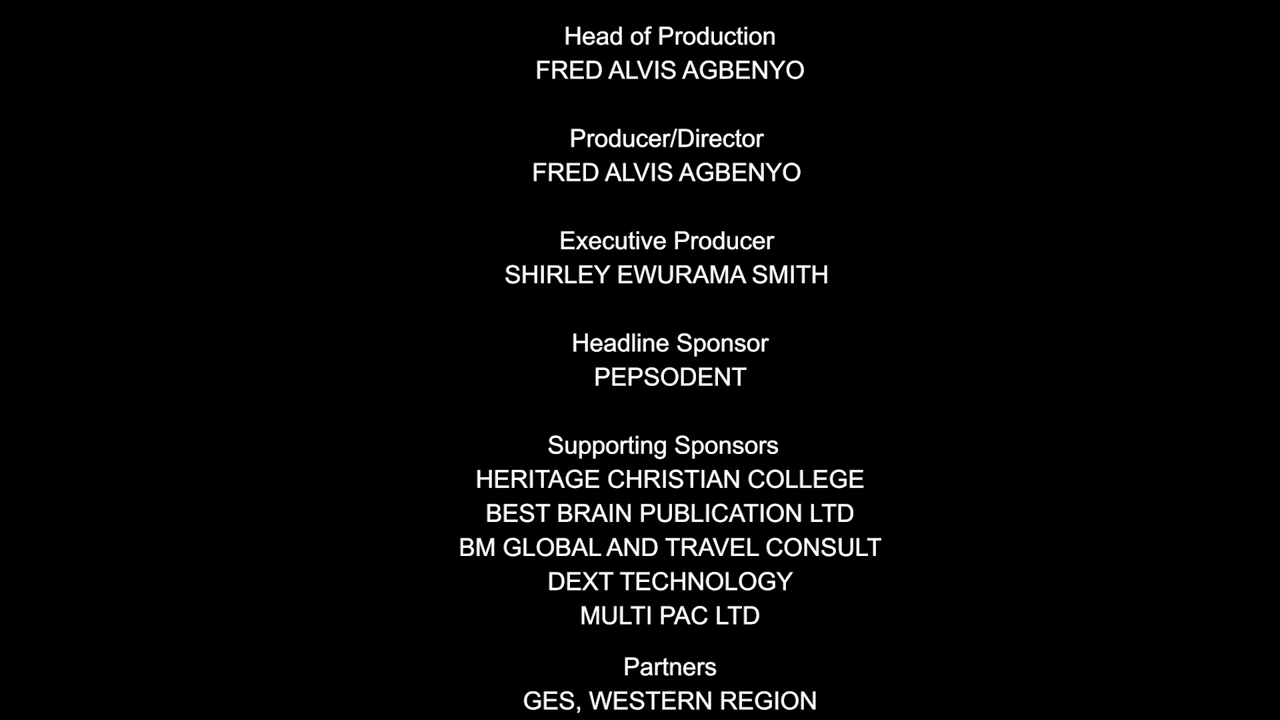 Head of Production
FRED ALVIS AGBENYO
Producer/Director
FRED ALVIS AGBENYO
Executive Producer
SHIRLEY EWURAMA SMITH
Headline Sponsor
PEPSODENT
Supporting Sponsors
HERITAGE CHRISTIAN COLLEGE
BEST BRAIN PUBLICATION LTD
BM GLOBAL AND TRAVEL CONSULT
DEXT TECHNOLOGY
MULTI PAC LTD
Partners
GES, WESTERN REGION